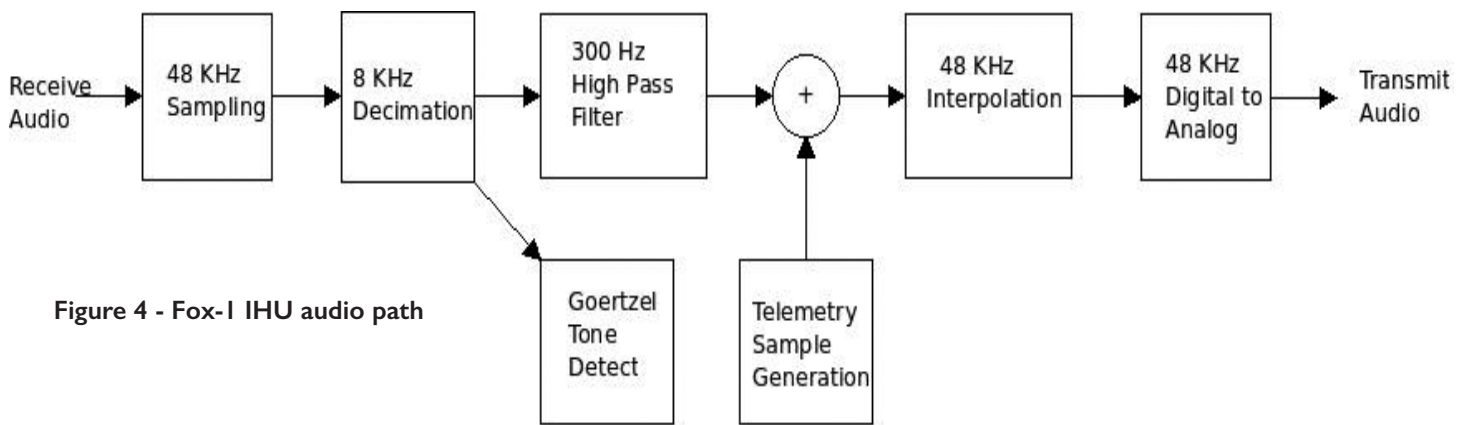 Receive
Audio
48 KHz
Sampling
8 KHz
Decimation
300 Hz
High Pass
Filter
+
48 KHz
Interpolation
48 KHz
Digital to
Analog
Transmit
Audio
Goertzel
Tone
Detect
Telemetry
Sample
Generation
Figure 4 - Fox-1 IHU audio path